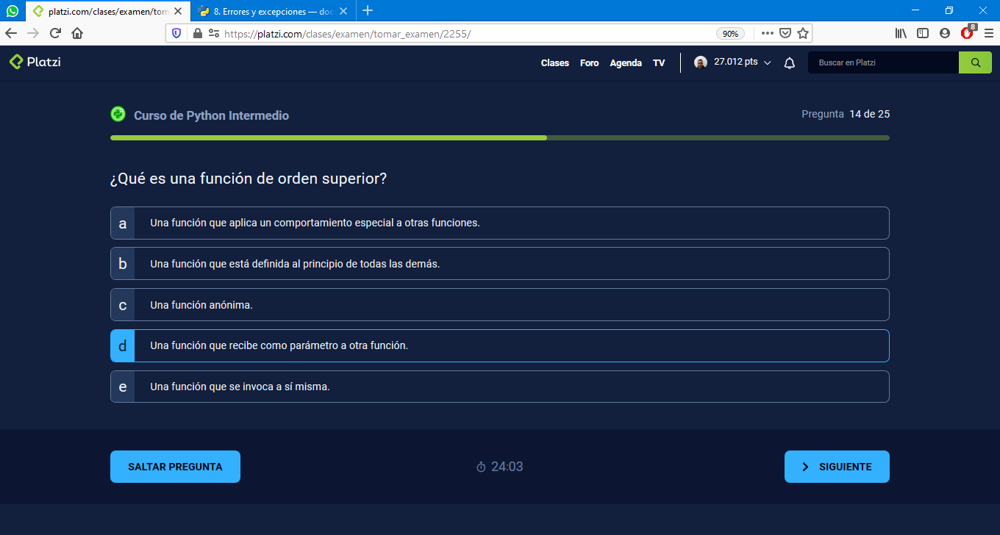 platzi.com/clases/examen/tom
8. Errores y excepciones — doc
https://platzi.com/clases/examen/tomar_examen/2255/
90%
8
Platzi
Clases Foro Agenda TV
27.012 pts
Buscar en Platzi
Curso de Python Intermedio
Pregunta 14 de 25
¿Qué es una función de orden superior?
a Una función que aplica un comportamiento especial a otras funciones.
b Una función que está definida al principio de todas las demás.
c Una función anónima.
d Una función que recibe como parámetro a otra función.
e Una función que se invoca a sí misma.
SALTAR PREGUNTA
24:03
SIGUIENTE